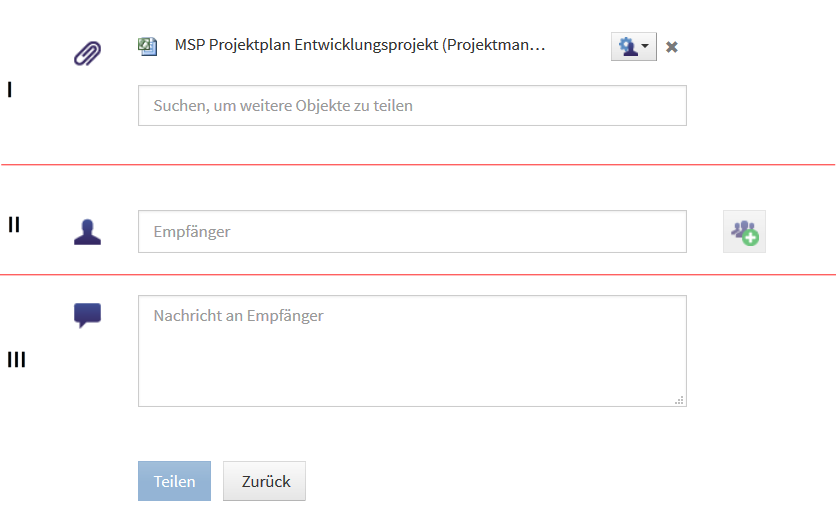 MSP Projektplan Entwicklungsprojekt (Projektman…
I
Suchen, um weitere Objekte zu teilen
II
Empfänger
Nachricht an Empfänger
III
Teilen
Zurück